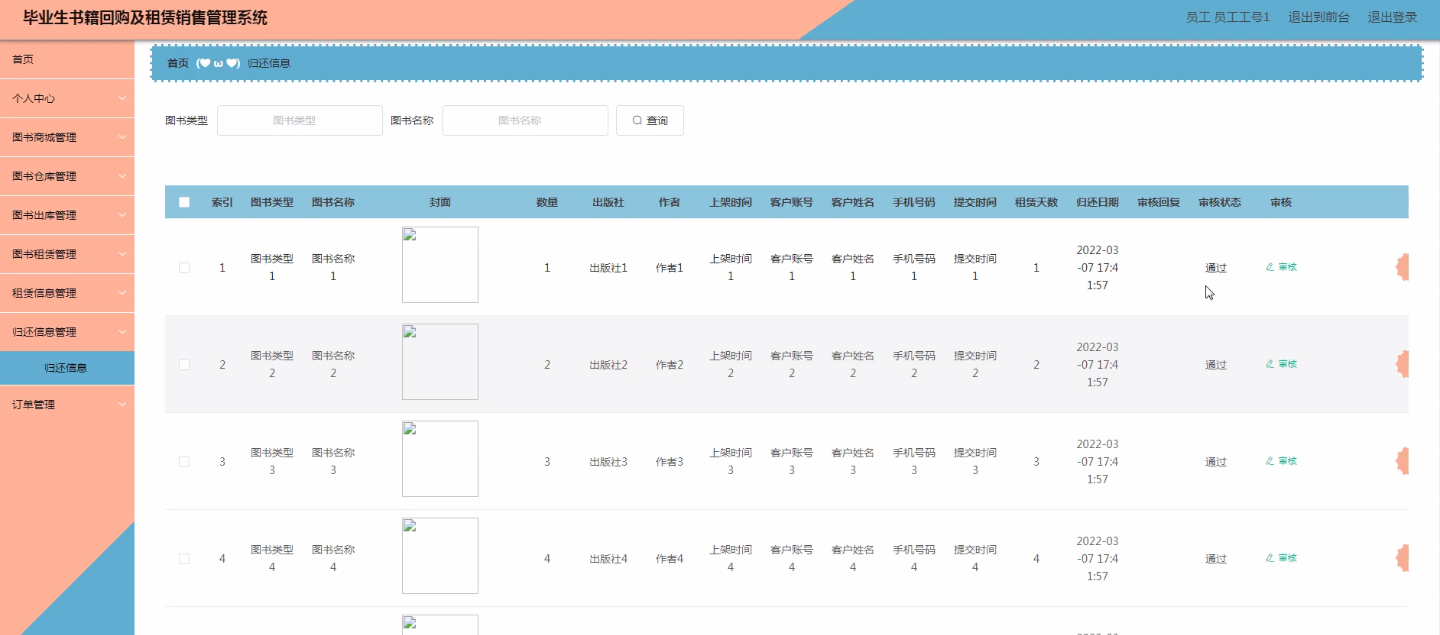 毕业生书籍回购及租赁销售管理系统
员工 员工工号1 退出到前台 退出登录
首页
个人中心
图书商城管理
图书仓库管理
图书出库管理
图书租赁管理
租赁信息管理
归还信息管理
归还信息
订单管理
首页 (♥ω♥) 归还信息
图书类型 图书类型 图书名称 图书名称 查询
索引 图书类型 图书名称 封面 数量 出版社 作者 上架时间 客户账号 客户姓名 手机号码 提交时间 租赁天数 归还日期 审核回复 审核状态 审核
1 图书类型1 图书名称1 1 出版社1 作者1 上架时间1 客户账号1 客户姓名1 手机号码1 提交时间1 1 2022-03-07 17:41:57 通过 审核
2 图书类型2 图书名称2 2 出版社2 作者2 上架时间2 客户账号2 客户姓名2 手机号码2 提交时间2 2 2022-03-07 17:41:57 通过 审核
3 图书类型3 图书名称3 3 出版社3 作者3 上架时间3 客户账号3 客户姓名3 手机号码3 提交时间3 3 2022-03-07 17:41:57 通过 审核
4 图书类型4 图书名称4 4 出版社4 作者4 上架时间4 客户账号4 客户姓名4 手机号码4 提交时间4 4 2022-03-07 17:41:57 通过 审核